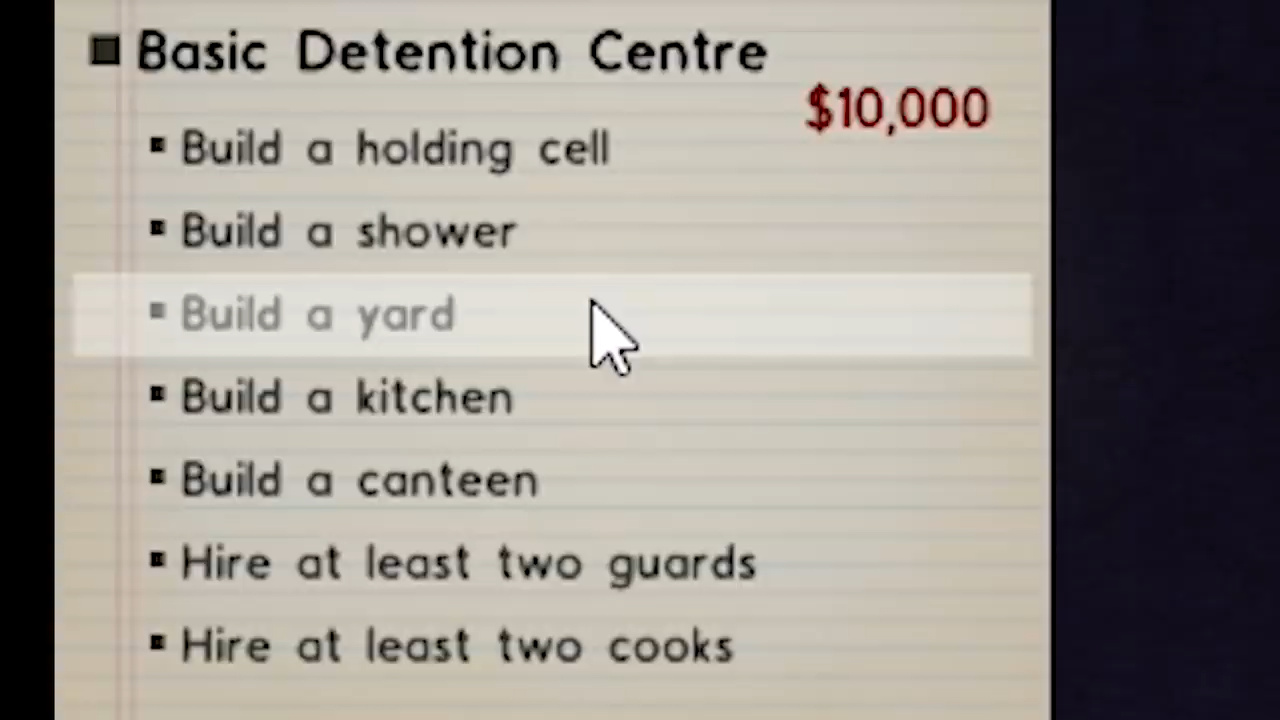 Basic Detention Centre
$10,000
Build a holding cell
Build a shower
Build a yard
Build a kitchen
Build a canteen
Hire at least two guards
Hire at least two cooks